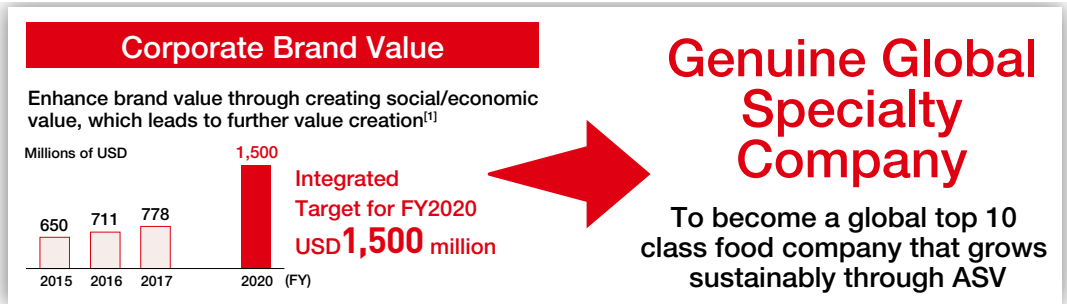 Corporate Brand Value
Enhance brand value through creating social/economic
value, which leads to further value creation[1]
Millions of USD
650
711
778
1,500
2015
2016
2017
2020
(FY)
Integrated
Target for FY2020
USD1,500 million
Genuine Global
Specialty
Company
To become a global top 10
class food company that grows
sustainably through ASV